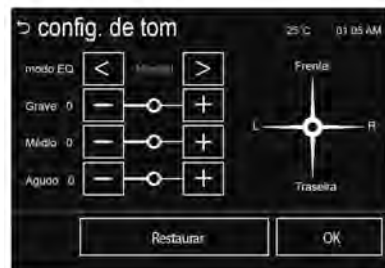 config. de tom
25°C 01:05 AM
modo EQ < >
Grave 0 - +
Médio 0 - +
Agudo 0 - +
Frente
L R
Traseira
Restaurar OK